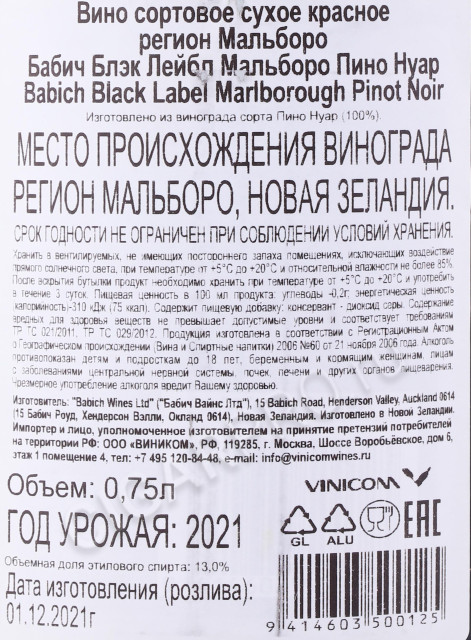 Вино сортовое сухое красное
регион Мальборо
Бабич Блэк Лейбл Мальборо Пино Нуар
Babich Black Label Marlborough Pinot Noir
Изготовлено из винограда сорта Пино Нуар (100%).
МЕСТО ПРОИСХОЖДЕНИЯ ВИНОГРАДА
РЕГИОН МАЛЬБОРО, НОВАЯ ЗЕЛАНДИЯ.
СРОК ГОДНОСТИ НЕ ОГРАНИЧЕН ПРИ СОБЛЮДЕНИИ УСЛОВИЙ ХРАНЕНИЯ.
Хранить в вентилируемых, не имеющих постороннего запаха помещениях, исключающих воздействие
прямого солнечного света, при температуре от +5°С до +20°С и относительной влажности не более 85%.
После вскрытия бутылки продукт необходимо хранить при температуре от +5°С до +20°С и употребить
в течение 5 суток. Пищевая ценность в 100 мл продукта: углеводы -0,2г; энергетическая ценность
(калорийность)-310 кДж (75 ккал). Содержит пищевую добавку: консервант - диоксид серы. Содержание
вредных для здоровья веществ не превышает допустимые уровни и соответствует требованиям
ТР ТС 021/2011, ТР ТС 029/2012. Продукция изготовлена в соответствии с Регистрационным Актом
о Географическом происхождении (Вина и Спиртные напитки) 2006 №60 от 21 ноября 2006 года. Алкоголь
противопоказан детям и подросткам до 18 лет, беременным и кормящим женщинам, лицам
с заболеваниями центральной нервной системы, почек, печени и других органов пищеварения.
Чрезмерное употребление алкоголя вредит Вашему здоровью.
Изготовитель: "Babich Wines Ltd" ("Бабич Вайнс Лтд"), 15 Babich Road, Henderson Valley, Auckland 0614
(15 Бабич Роуд, Хендерсон Вэлли, Окланд 0614), Новая Зеландия. Изготовлено в Новой Зеландии.
Импортер и лицо, уполномоченное изготовителем на принятие претензий потребителей
на территории РФ: ООО «ВИНИКОМ», РФ, 119285, г. Москва, Шоссе Воробьёвское, дом 6,
этаж 1 помещение 4, тел: +7 495 120-84-48, e-mail: info@vinicomwines.ru
Объем: 0,75л
VINICOM
ГОД УРОЖАЯ: 2021
GL ALU
EAC
Объемная доля этилового спирта: 13,0%
Дата изготовления (розлива):
01.12.2021г
9 414603 500125